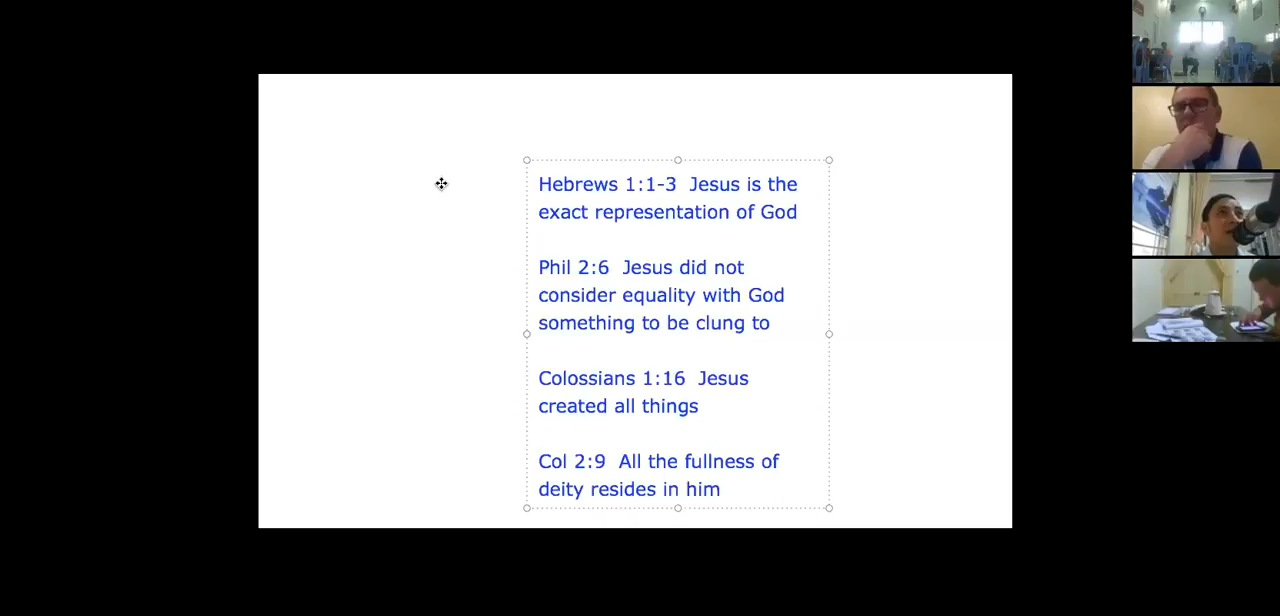 Hebrews 1:1-3  Jesus is the
exact representation of God
Phil 2:6  Jesus did not
consider equality with God
something to be clung to
Colossians 1:16  Jesus
created all things
Col 2:9  All the fullness of
deity resides in him